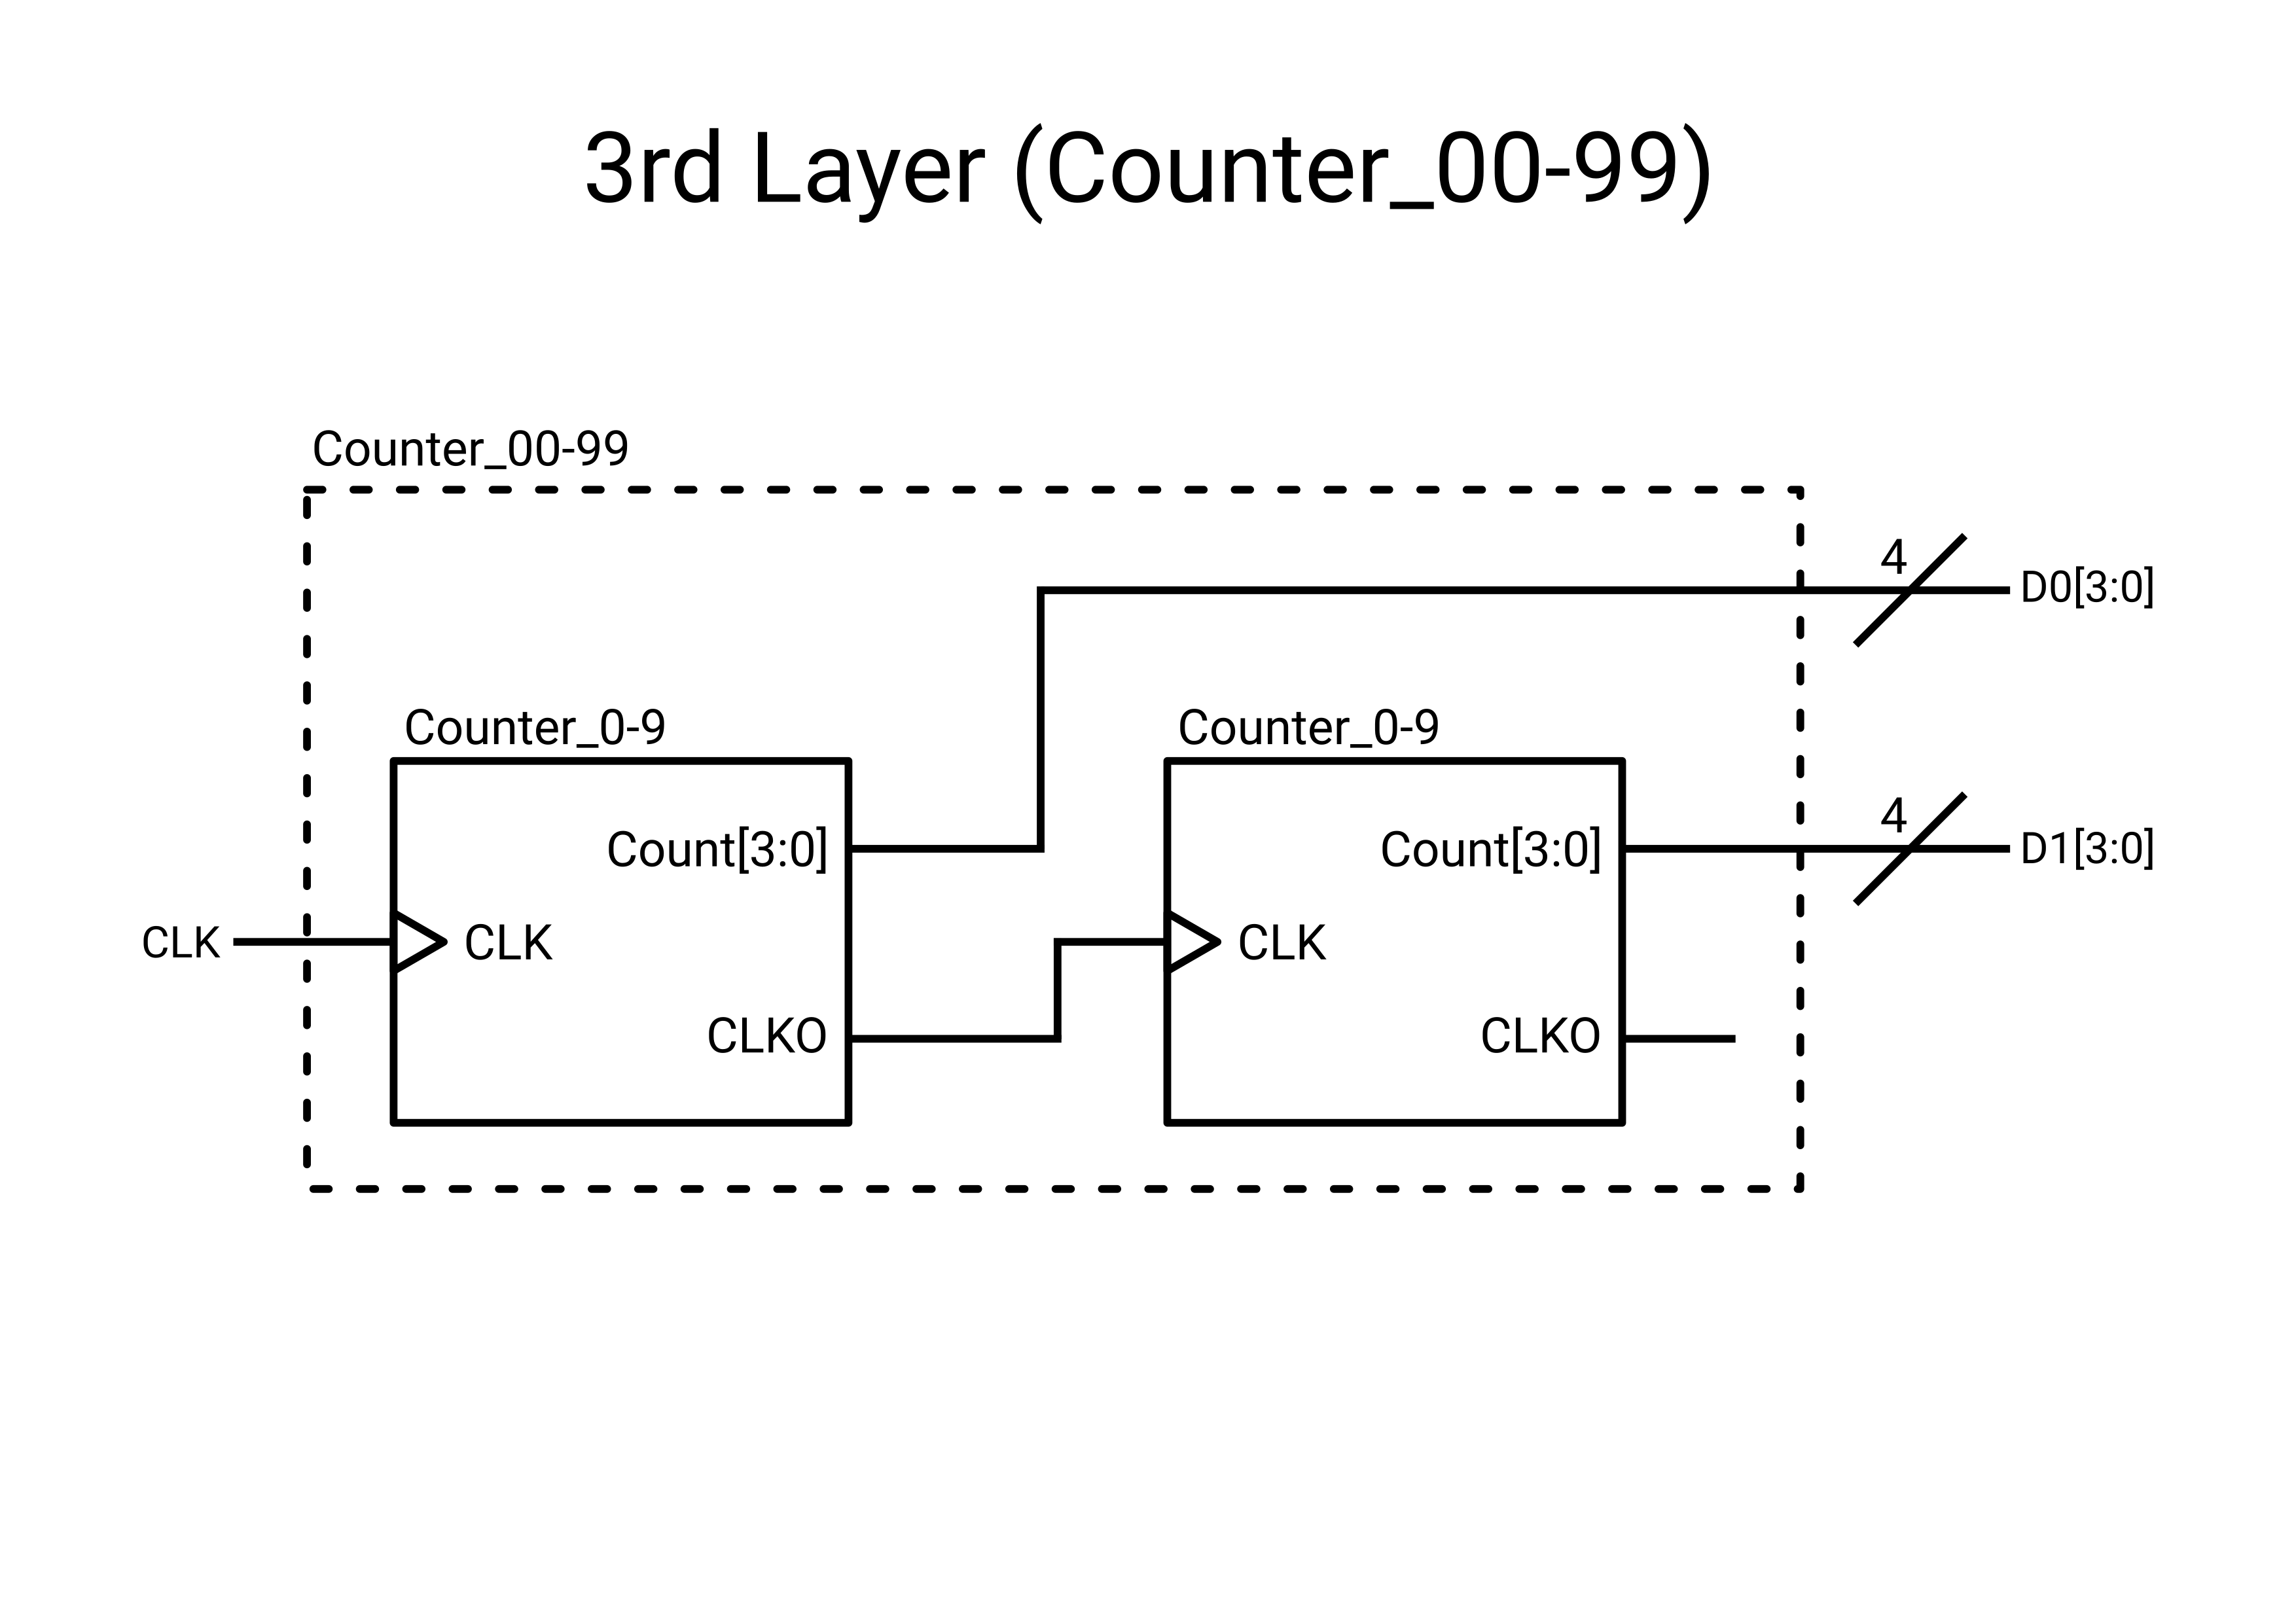 3rd Layer (Counter_00-99)
Counter_00-99
4
D0[3:0]
Counter_0-9
Counter_0-9
4
Count[3:0]
Count[3:0]
D1[3:0]
CLK
CLK
CLK
CLKO
CLKO